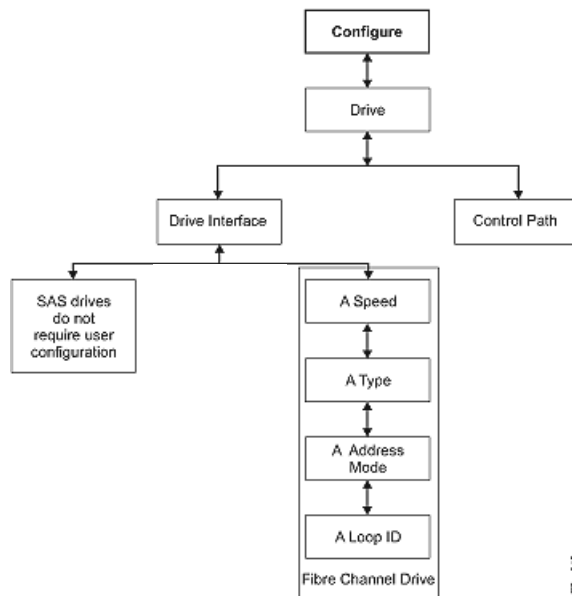 Configure
Drive
Drive Interface
Control Path
SAS drives
do not
require user
configuration
A Speed
A Type
A Address
Mode
A Loop ID
Fibre Channel Drive